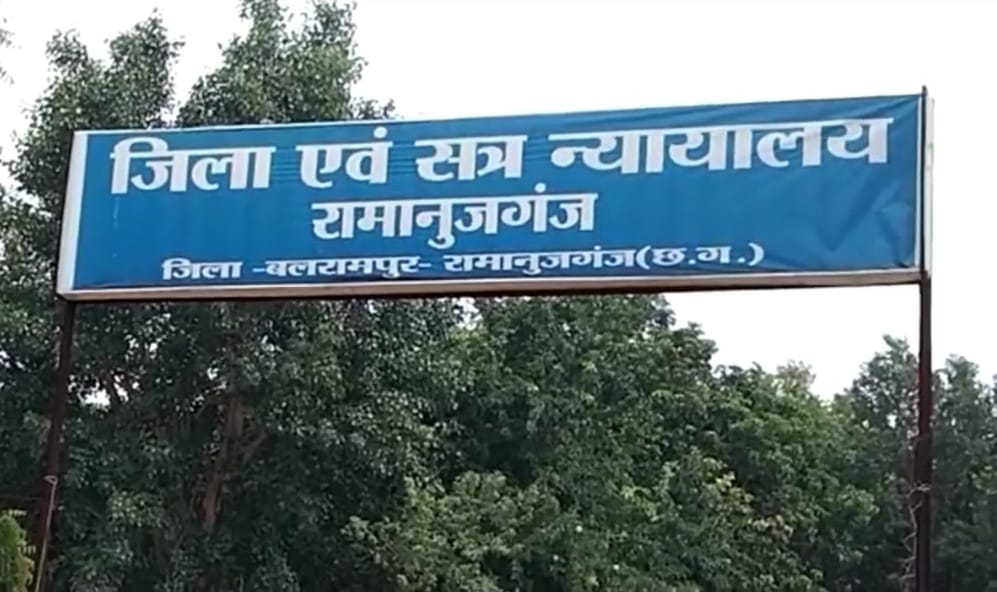 जिला एवं सत्र न्यायालय
रामानुजगंज
जिला -बलरामपुर- रामानुजगंज(छ.ग.)